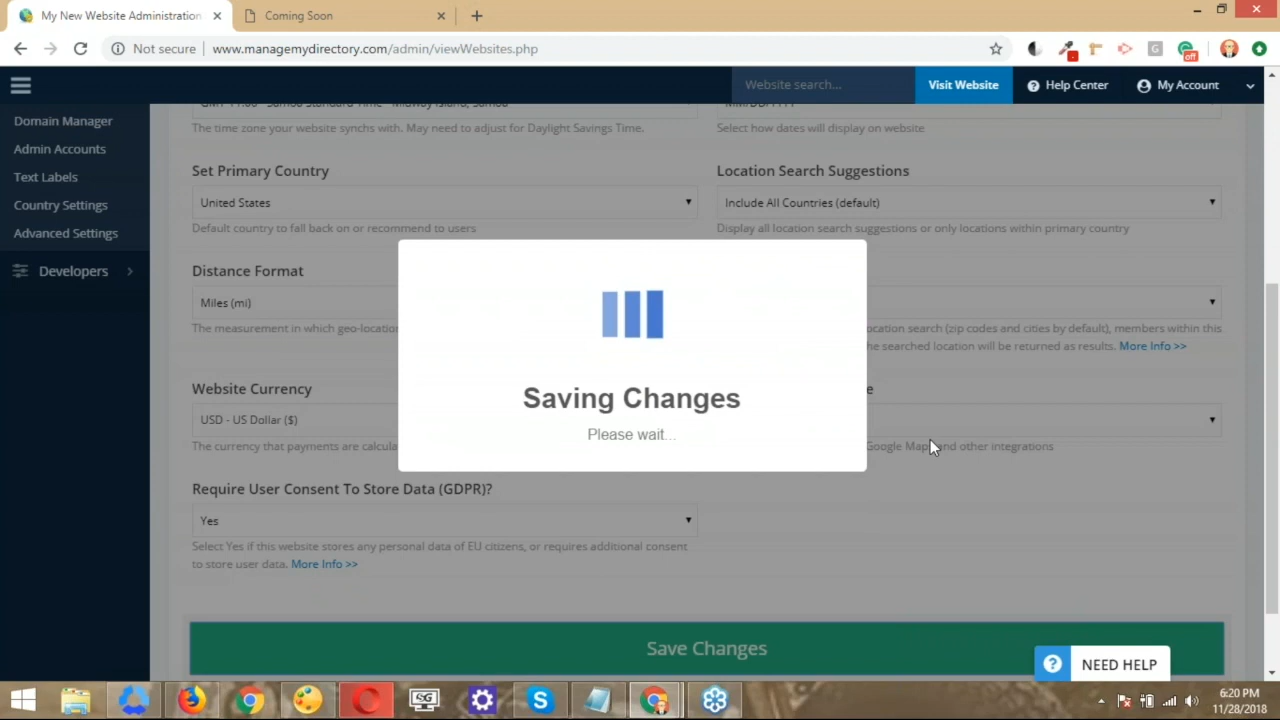 My New Website Administration
Coming Soon
Not secure
www.managemydirectory.com/admin/viewWebsites.php
Website search...
Visit Website
Help Center
My Account
Domain Manager
Admin Accounts
Text Labels
Country Settings
Advanced Settings
Developers
The time zone your website synchs with. May need to adjust for Daylight Savings Time.
Select how dates will display on website
Set Primary Country
Location Search Suggestions
United States
Include All Countries (default)
Default country to fall back on or recommend to users
Display all location search suggestions or only locations within primary country
Distance Format
Miles (mi)
The measurement in which geo-locatio
ocation search (zip codes and cities by default), members within this
he searched location will be returned as results. More Info >>
Website Currency
USD - US Dollar ($)
The currency that payments are calcula
Google Map and other integrations
Saving Changes
Please wait...
Require User Consent To Store Data (GDPR)?
Yes
Select Yes if this website stores any personal data of EU citizens, or requires additional consent
to store user data. More Info >>
Save Changes
NEED HELP
off
SG
6:20 PM
11/28/2018